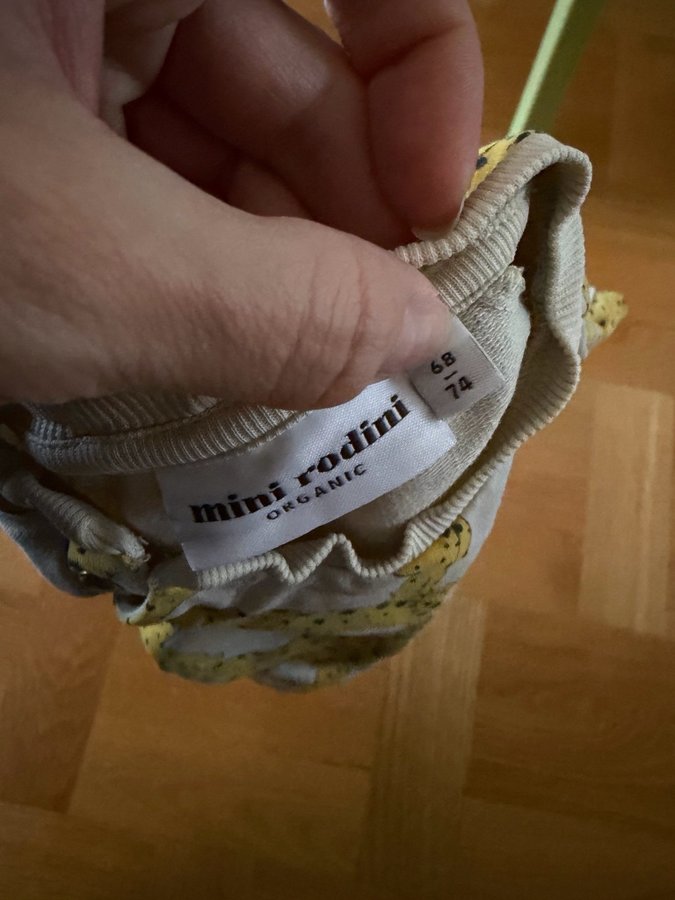 68
–
74
mini rodini
ORGANIC